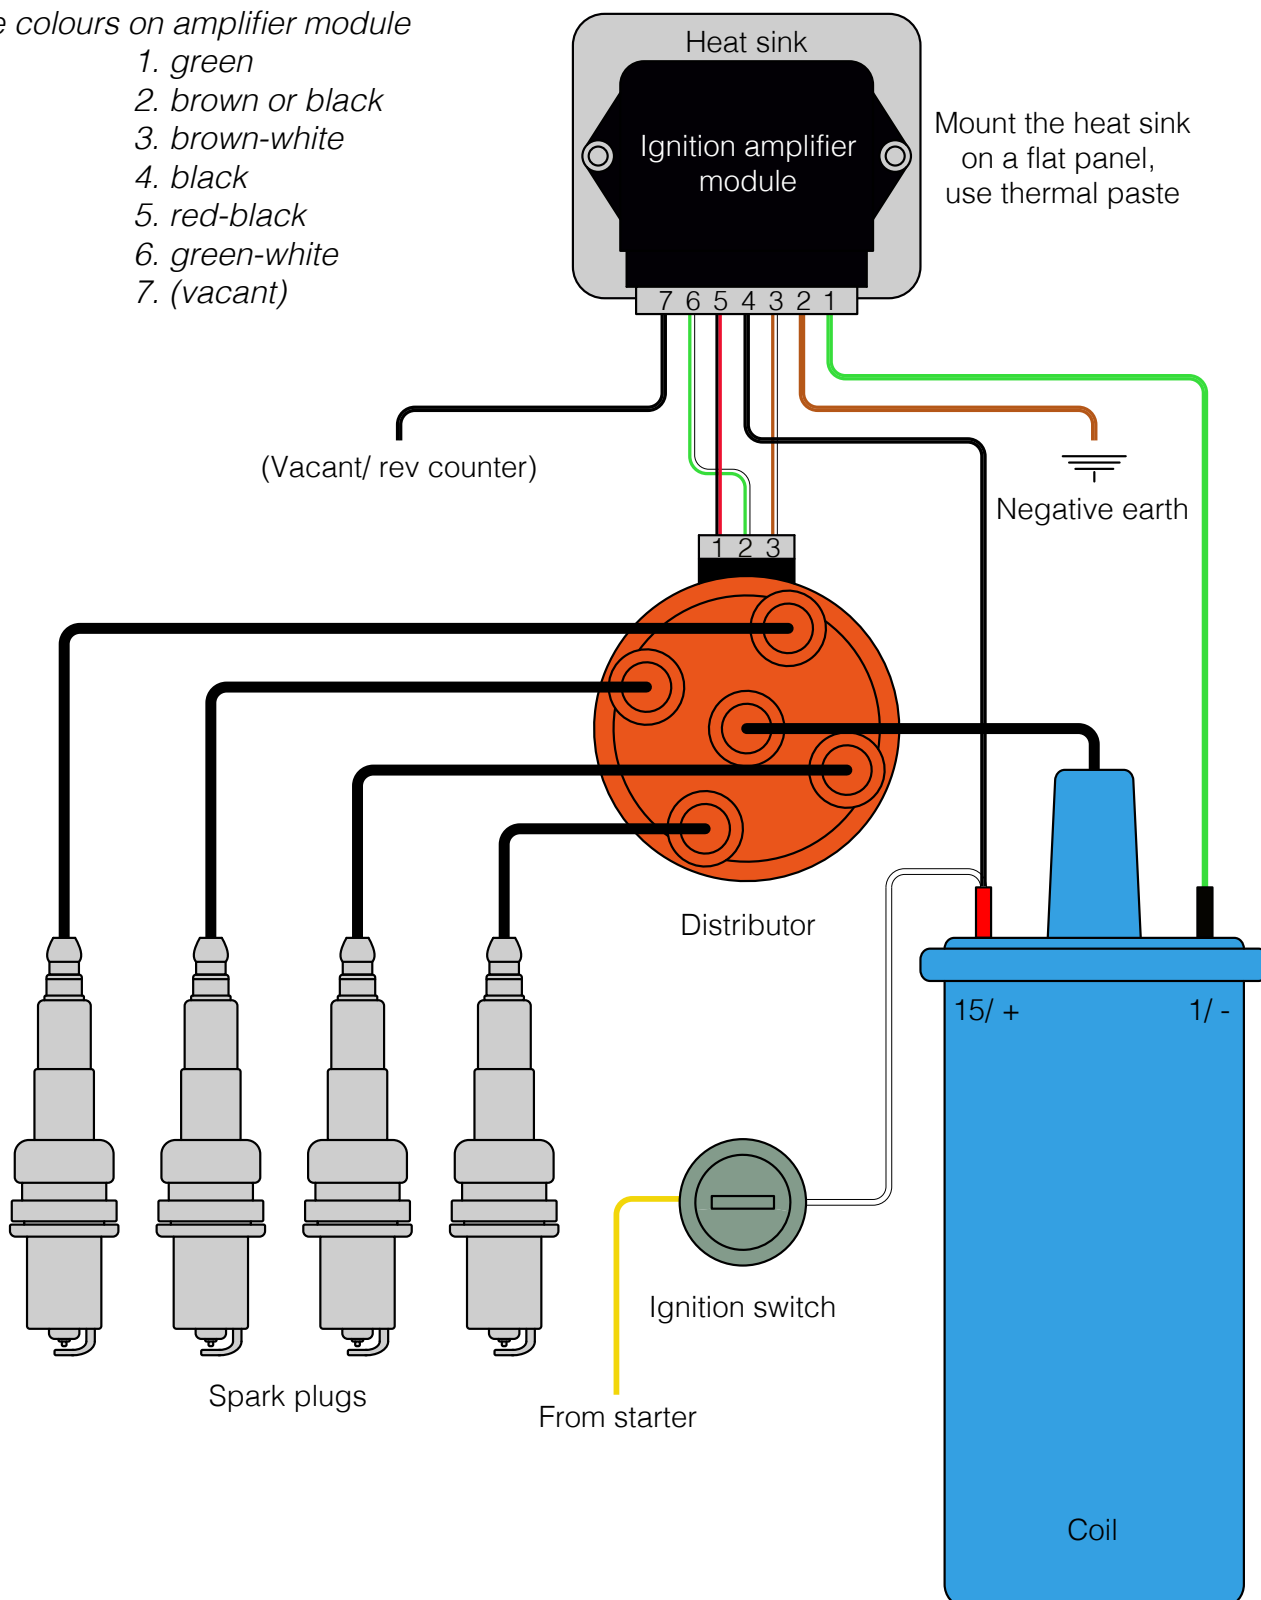 colours on amplifier module
1. green
2. brown or black
3. brown-white
4. black
5. red-black
6. green-white
7. (vacant)
Heat sink
Ignition amplifier
module
Mount the heat sink
on a flat panel,
use thermal paste
7 6 5 4 3 2 1
(Vacant/ rev counter)
Negative earth
1 2 3
Distributor
15/ +
1/ -
Ignition switch
Spark plugs
From starter
Coil